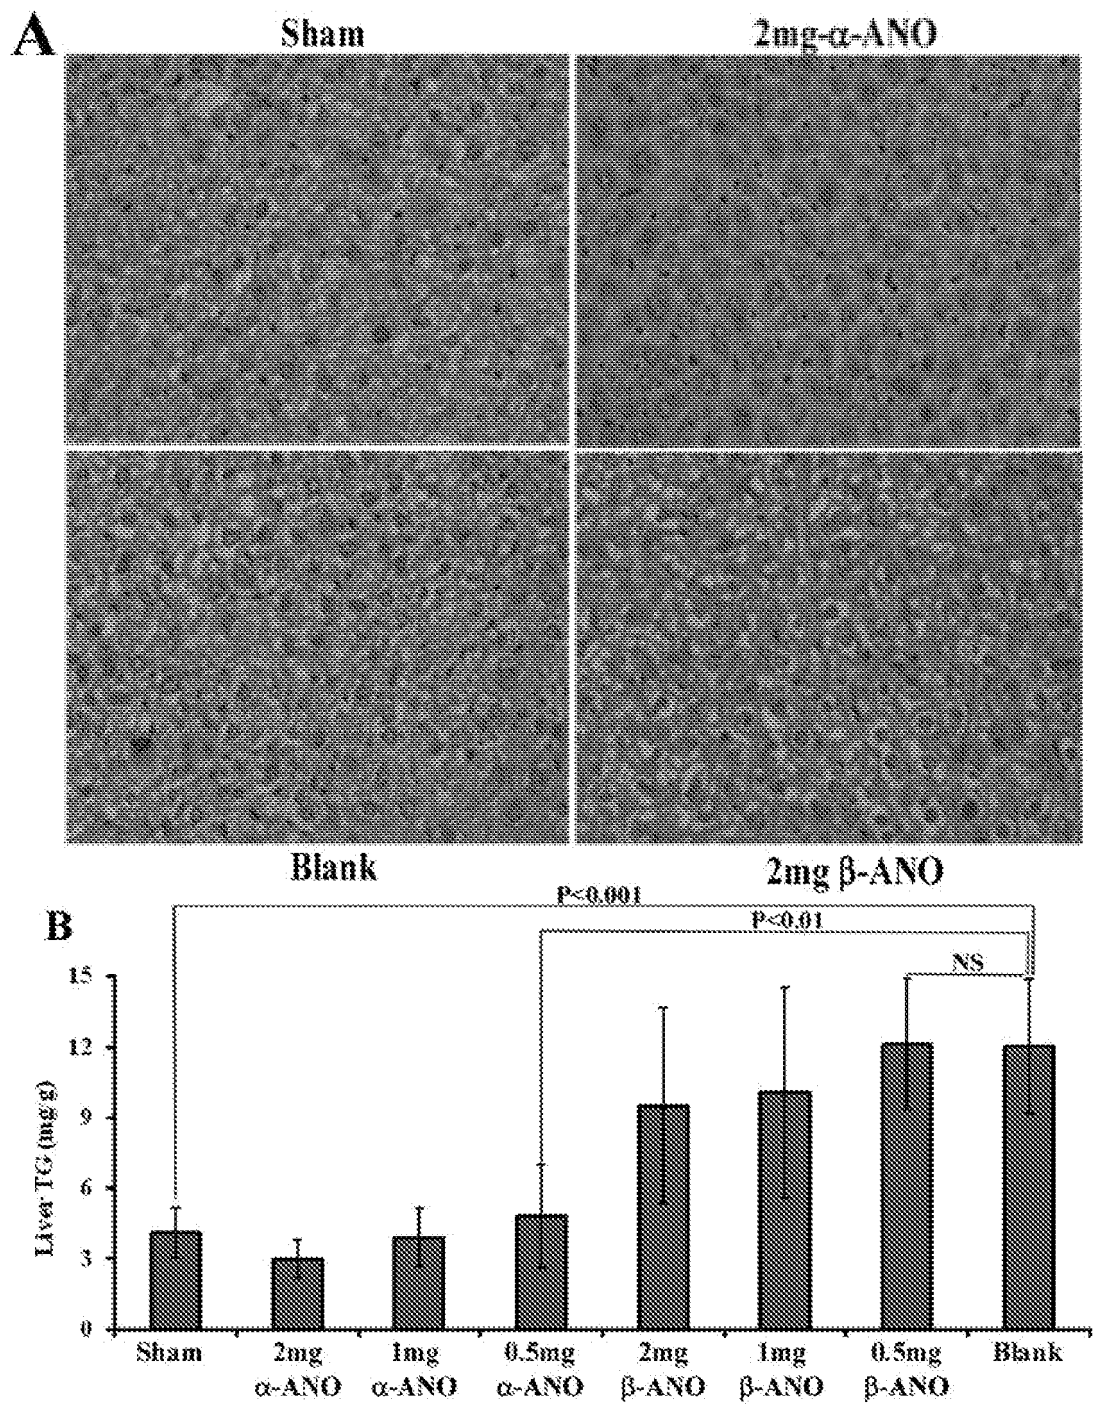 A
Sham 2mg-α-ANO
Blank 2mg β-ANO
B
P<0.001
P<0.01
NS
15
12
9
6
3
0
Liver TG (mg/g)
Sham 2mg 1mg 0.5mg 2mg 1mg 0.5mg Blank
α-ANO α-ANO α-ANO β-ANO β-ANO β-ANO